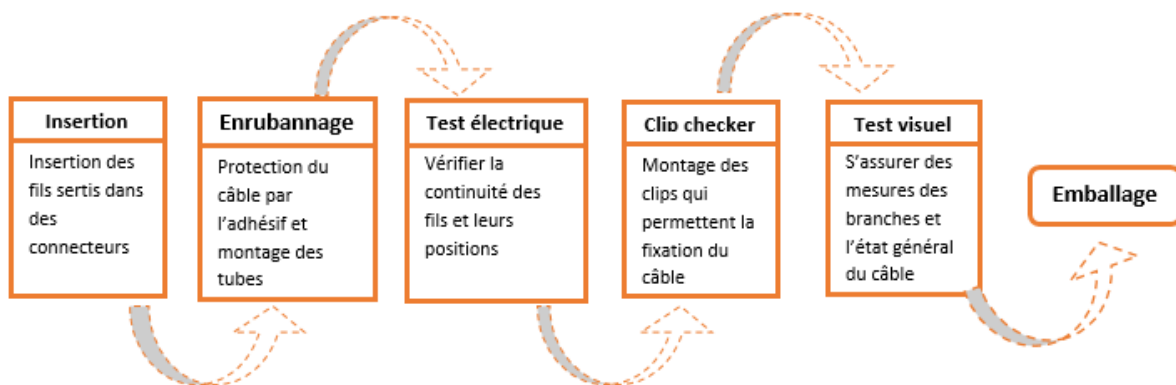 Insertion
Insertion des
fils sertis dans
des
connecteurs
Enrubannage
Protection du
câble par
l’adhésif et
montage des
tubes
Test électrique
Vérifier la
continuité des
fils et leurs
positions
Clip checker
Montage des
clips qui
permettent la
fixation du
câble
Test visuel
S’assurer des
mesures des
branches et
l’état général
du câble
Emballage